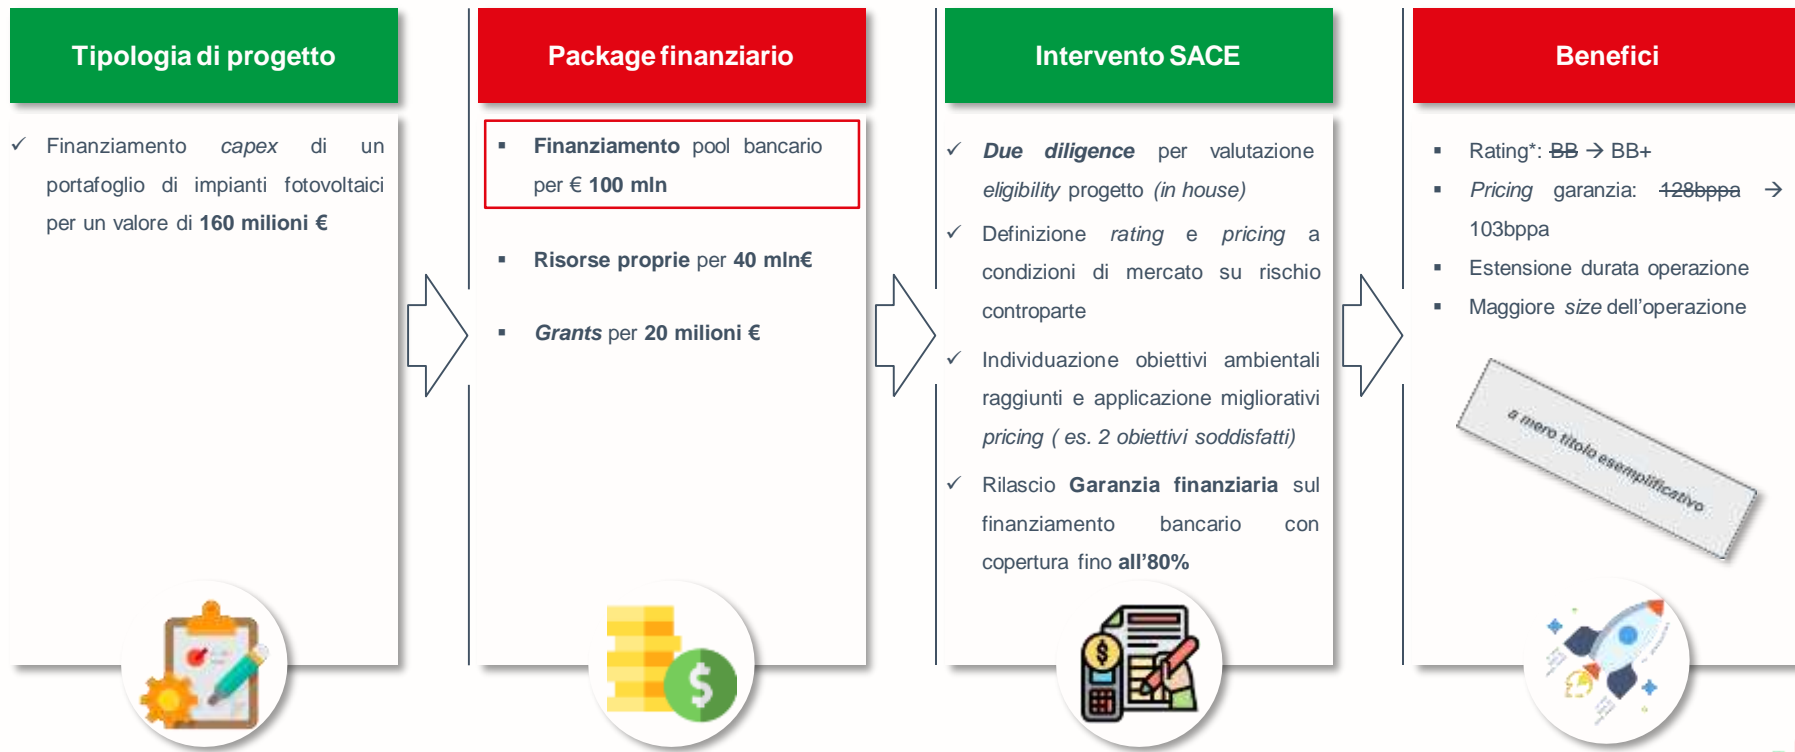 Tipologia di progetto
✓ Finanziamento capex di un
portafoglio di impianti fotovoltaici
per un valore di 160 milioni €
Package finanziario
▪ Finanziamento pool bancario
per € 100 mln
▪ Risorse proprie per 40 mln€
▪ Grants per 20 milioni €
Intervento SACE
✓ Due diligence per valutazione
eligibility progetto (in house)
✓ Definizione rating e pricing a
condizioni di mercato su rischio
controparte
✓ Individuazione obiettivi ambientali
raggiunti e applicazione migliorativi
pricing ( es. 2 obiettivi soddisfatti)
✓ Rilascio Garanzia finanziaria sul
finanziamento bancario con
copertura fino all'80%
Benefici
▪ Rating*: BB → BB+
▪ Pricing garanzia: 128bppa →
103bppa
▪ Estensione durata operazione
▪ Maggiore size dell'operazione
a mero titolo esemplificativo